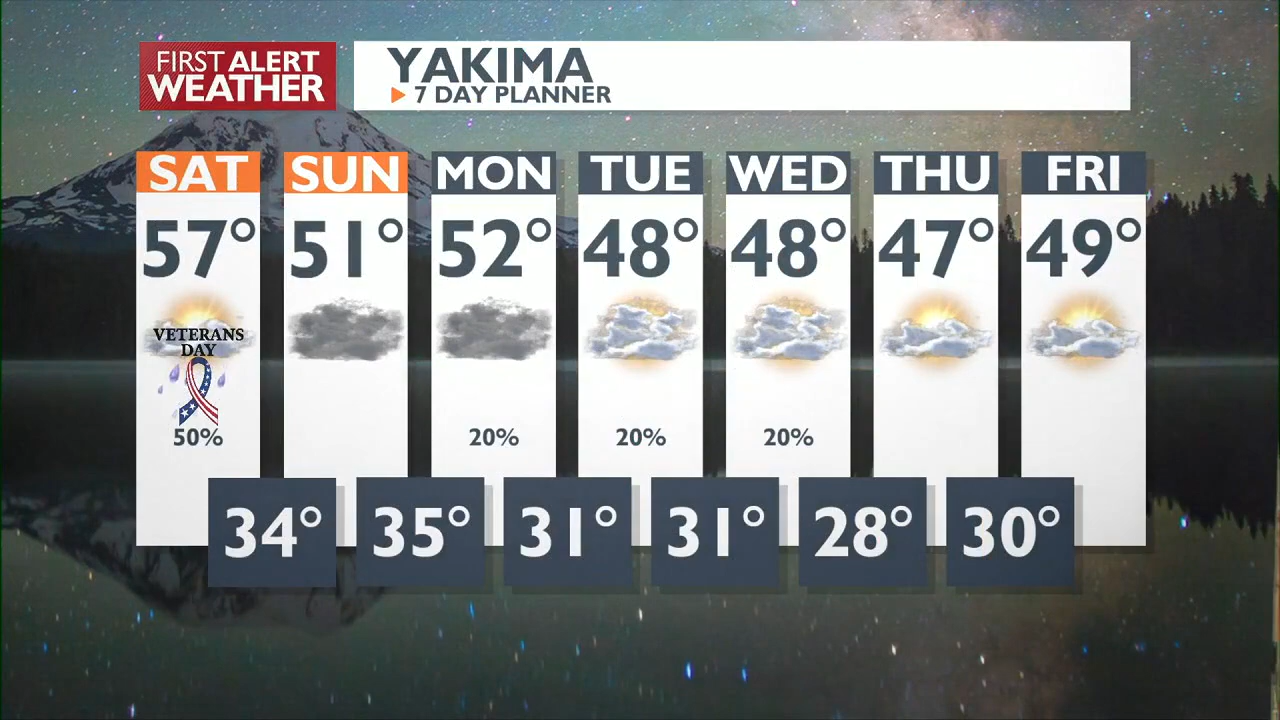 FIRST ALERT
WEATHER
YAKIMA
7 DAY PLANNER
SAT SUN MON TUE WED THU FRI
57° 51° 52° 48° 48° 47° 49°
VETERANS
DAY
50% 20% 20% 20%
34° 35° 31° 31° 28° 30°